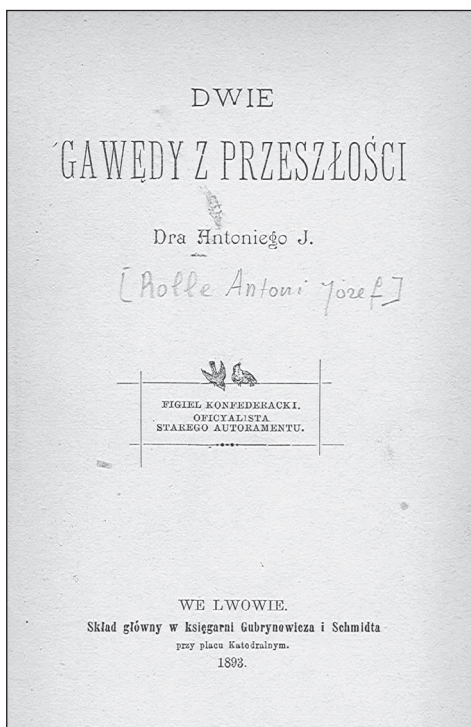 DWIE
GAWĘDY Z PRZESZŁOŚCI
Dra Antoniego J.
[Rolle Antoni Józef]
FIGIEL KONFEDERACKI.
OFICYALISTA
STAREGO AUTORAMENTU.
WE LWOWIE.
Skład główny w księgarni Gubrynowicza i Schmidta
przy placu Katedralnym.
1893.